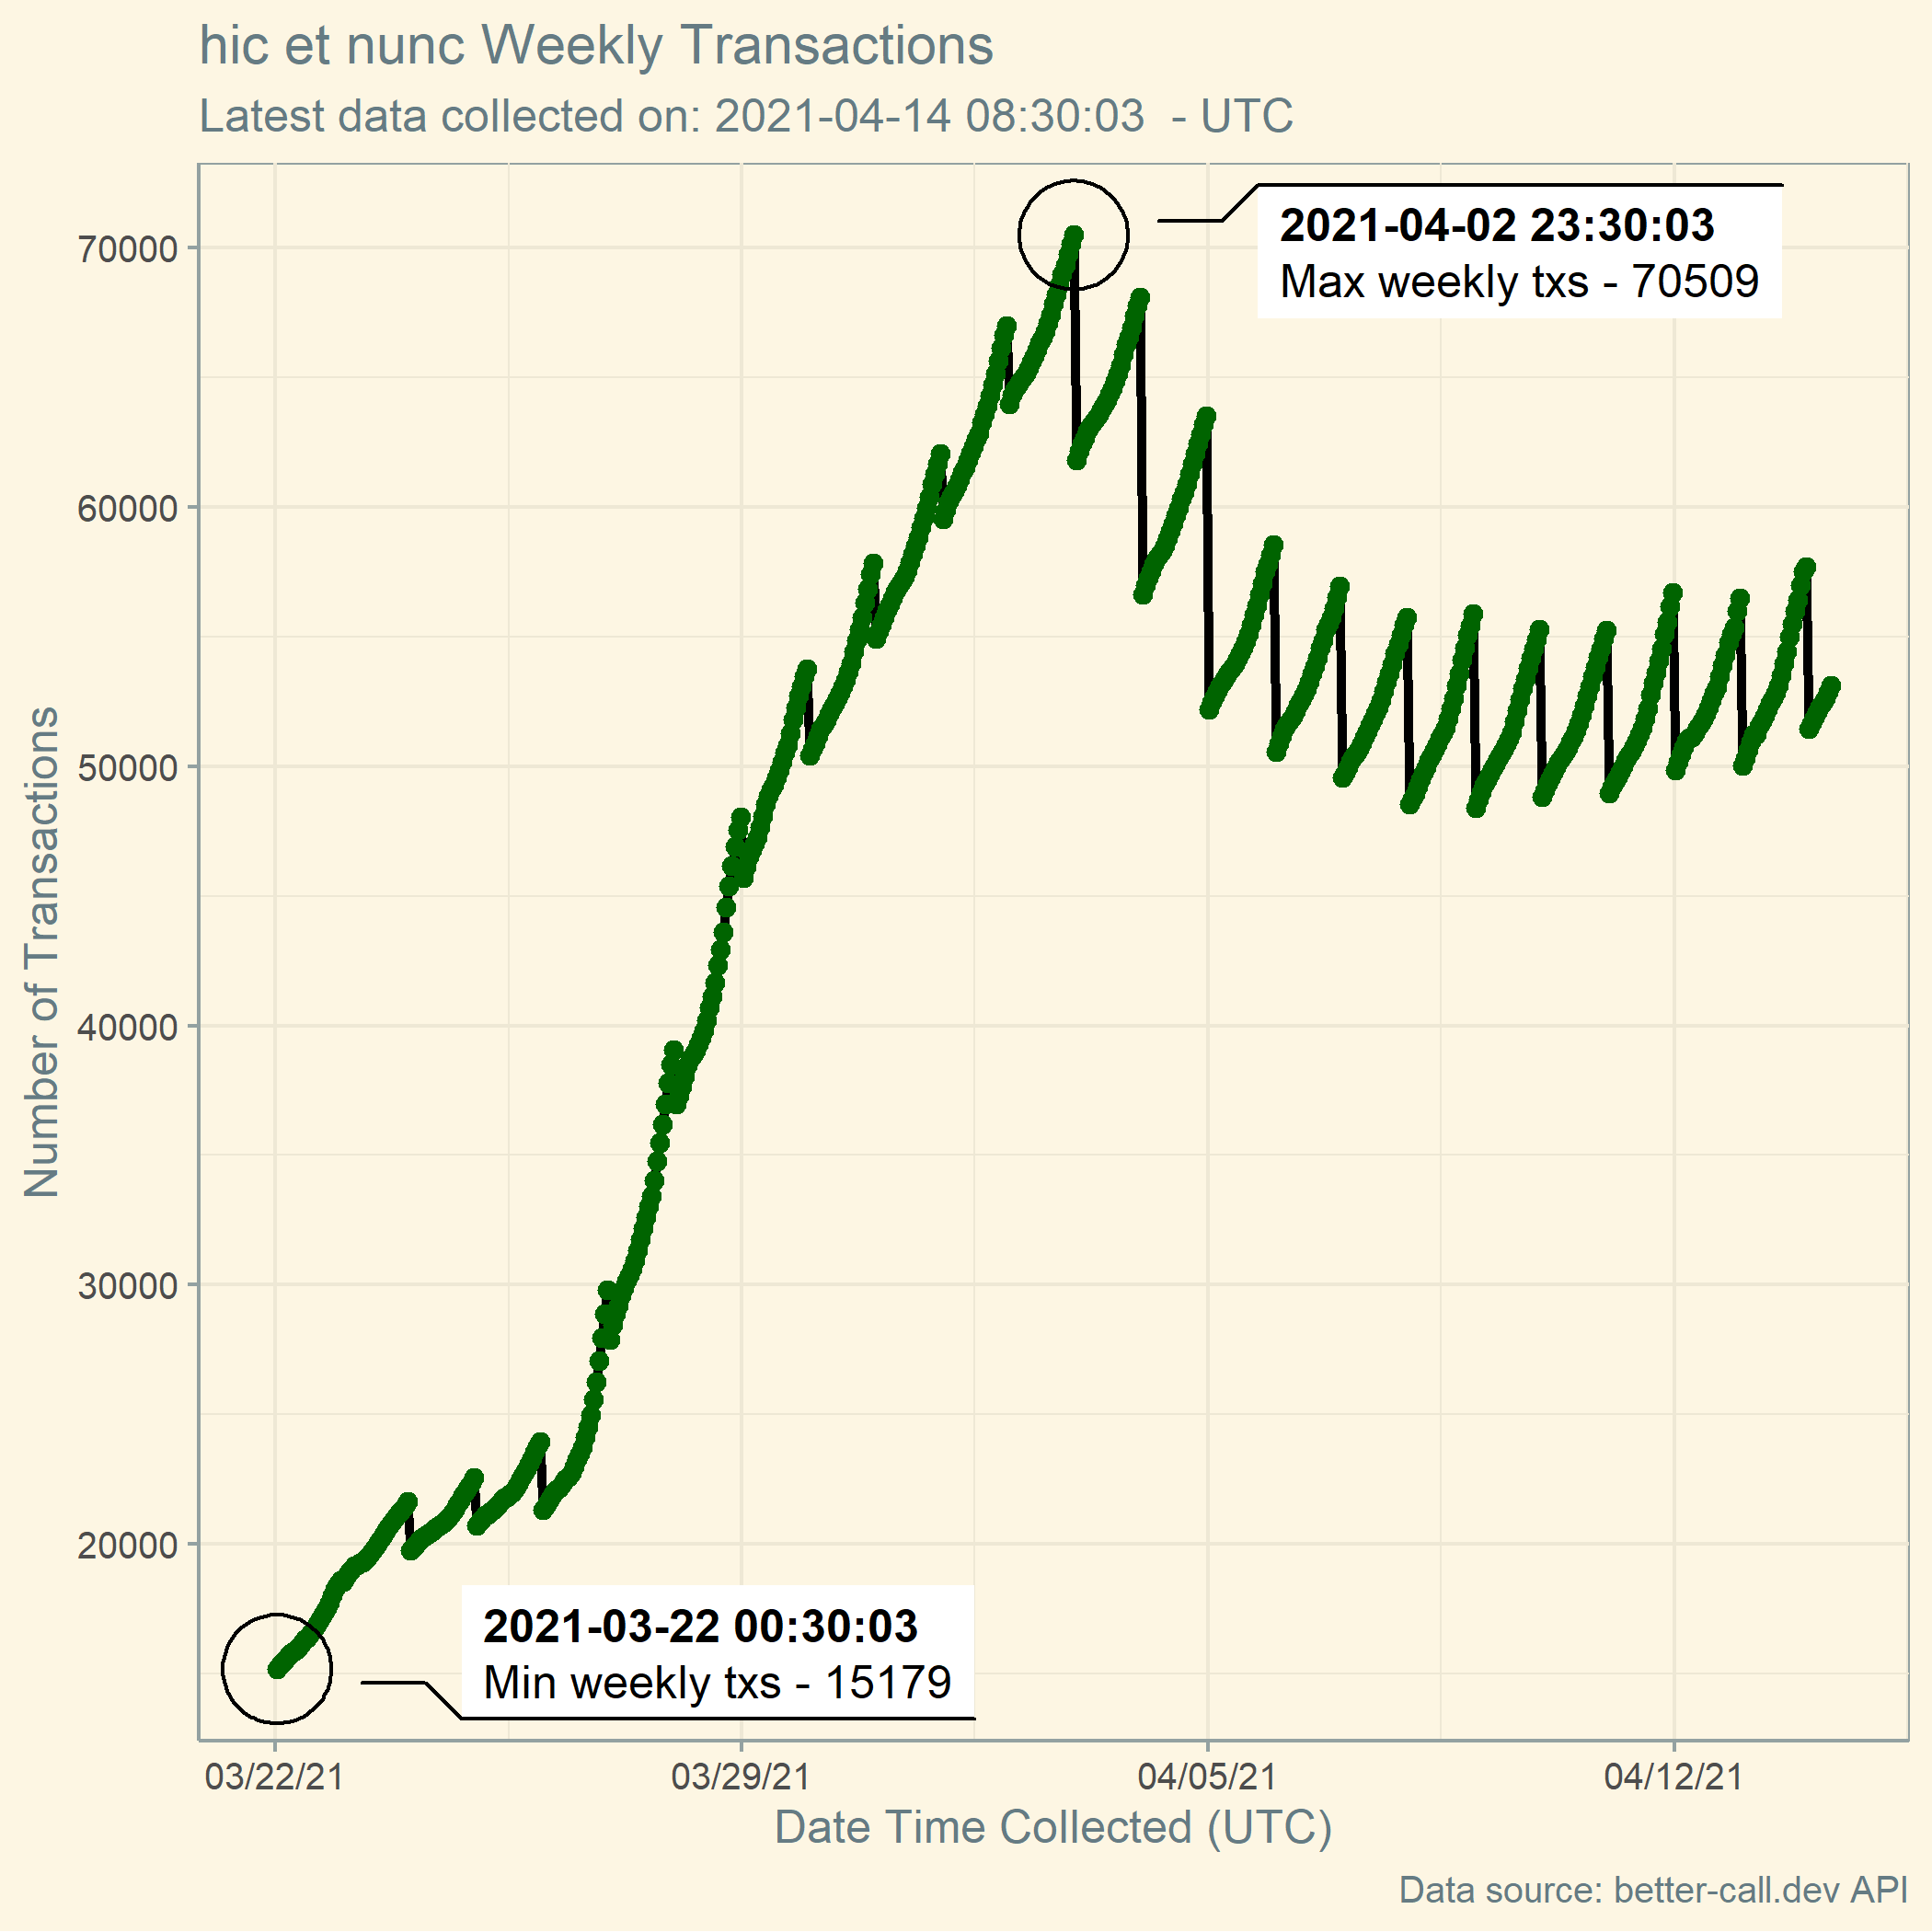 hic et nunc Weekly Transactions
Latest data collected on: 2021-04-14 08:30:03  - UTC
2021-04-02 23:30:03
Max weekly txs - 70509
70000
60000
50000
40000
30000
20000
Number of Transactions
2021-03-22 00:30:03
Min weekly txs - 15179
03/22/21 03/29/21 04/05/21 04/12/21
Date Time Collected (UTC)
Data source: better-call.dev API